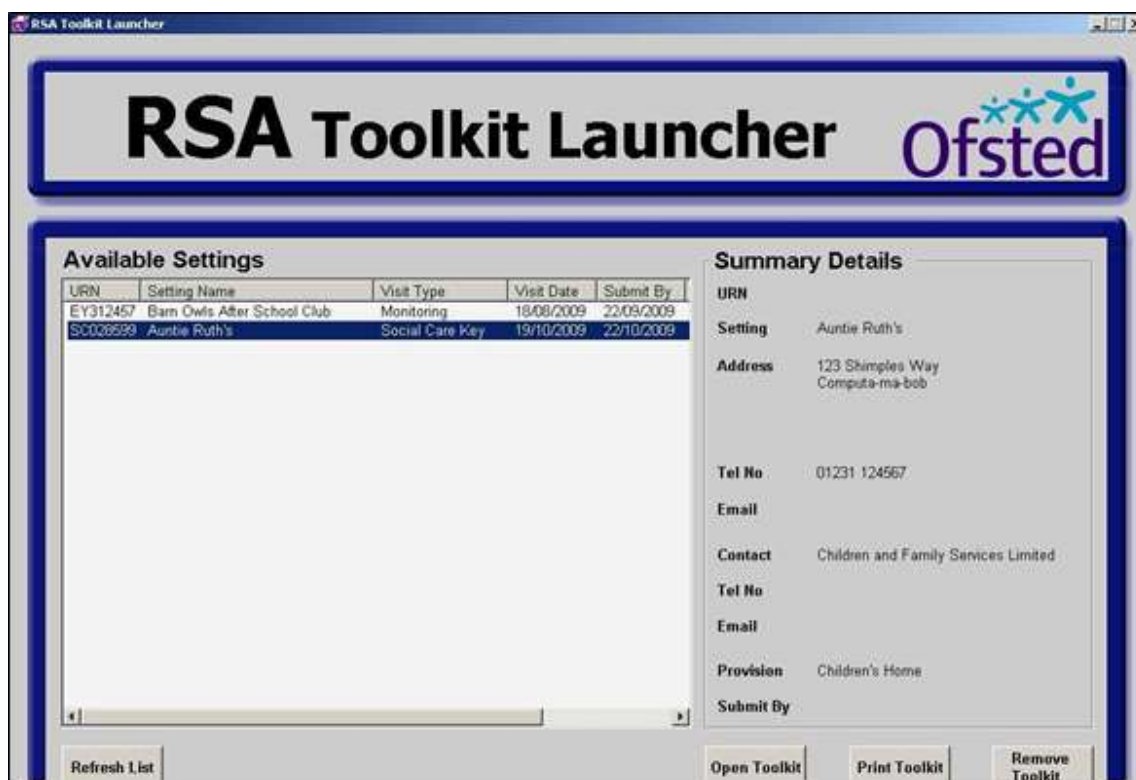 RSA Toolkit Launcher
RSA Toolkit Launcher
Ofsted
Available Settings
URN Setting Name Visit Type Visit Date Submit By
EY312457 Barn Owls After School Club Monitoring 18/08/2009 22/09/2009
SC028599 Auntie Ruth's Social Care Key 19/10/2009 22/10/2009
Summary Details
URN
Setting Auntie Ruth's
Address 123 Shimples Way
Computa-ma-bob
Tel No 01231 124567
Email
Contact Children and Family Services Limited
Tel No
Email
Provision Children's Home
Submit By
Refresh List
Open Toolkit
Print Toolkit
Remove
Toolkit